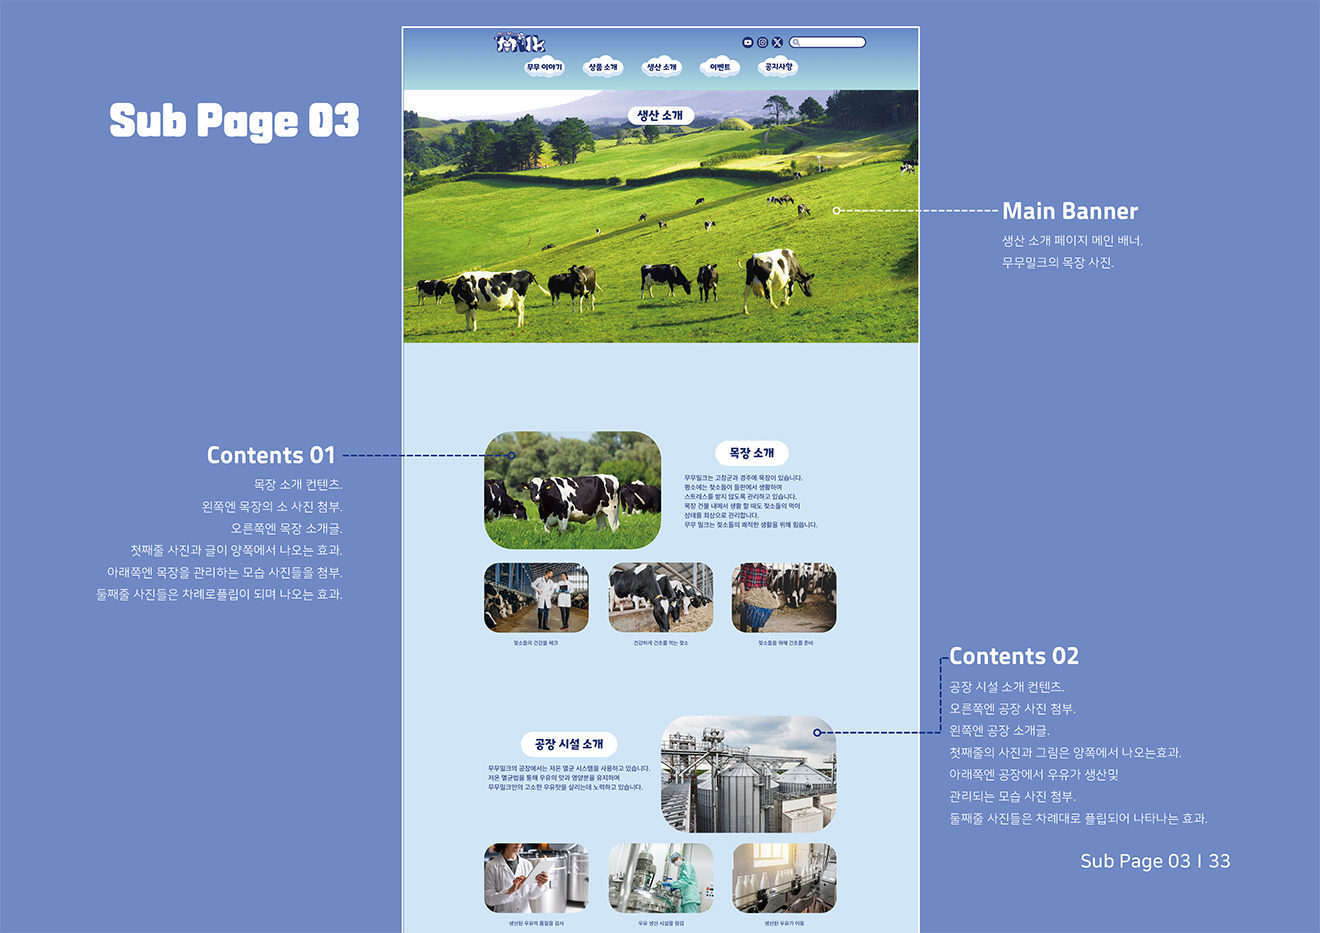 Sub Page 03
milk
무무 이야기
상품 소개
생산 소개
이벤트
공지사항
생산 소개
Main Banner
생산 소개 페이지 메인 배너.
무무밀크의 목장 사진.
Contents 01
목장 소개 컨텐츠.
왼쪽엔 목장의 소 사진 첨부.
오른쪽엔 목장 소개글.
첫째줄 사진과 글이 양쪽에서 나오는 효과.
아래쪽엔 목장을 관리하는 모습 사진들을 첨부.
둘째줄 사진들은 차례로플립이 되며 나오는 효과.
목장 소개
무무밀크는 고창군과 경주에 목장이 있습니다.
평소에는 젖소들이 들판에서 생활하며
스트레스를 받지 않도록 관리하고 있습니다.
목장 건물 내에서 생활 할 때도 젖소들의 먹이
상태를 최상으로 관리합니다.
무무 밀크는 젖소들의 쾌적한 생활을 위해 힘씁니다.
젖소들의 건강을 체크
건강하게 건초를 먹는 젖소
젖소들을 위해 건초를 준비
Contents 02
공장 시설 소개 컨텐츠.
오른쪽엔 공장 사진 첨부.
왼쪽엔 공장 소개글.
첫째줄의 사진과 그림은 양쪽에서 나오는효과.
아래쪽엔 공장에서 우유가 생산및
관리되는 모습 사진 첨부.
둘째줄 사진들은 차례대로 플립되어 나타나는 효과.
공장 시설 소개
무무밀크의 공장에서는 저온 멸균 시스템을 사용하고 있습니다.
저온 멸균법을 통해 우유의 맛과 영양분을 유지하며
무무밀크만의 고소한 우유맛을 살리는데 노력하고 있습니다.
생산된 우유의 품질을 검사
우유 생산 시설을 점검
생산된 우유가 이동
Sub Page 03 I 33